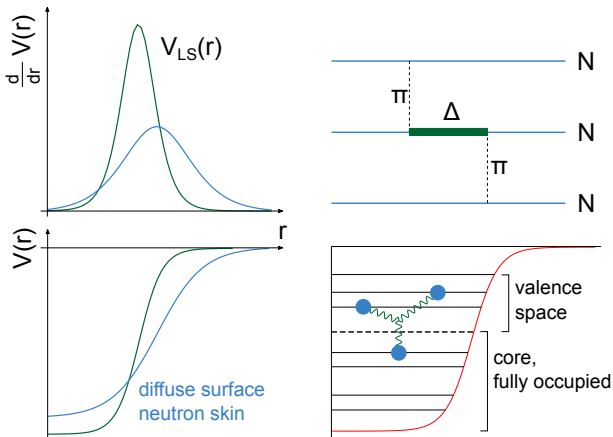 d/dr V(r)
V_LS(r)
r
N
π
Δ
N
π
N
V(r)
diffuse surface
neutron skin
valence
space
core,
fully occupied